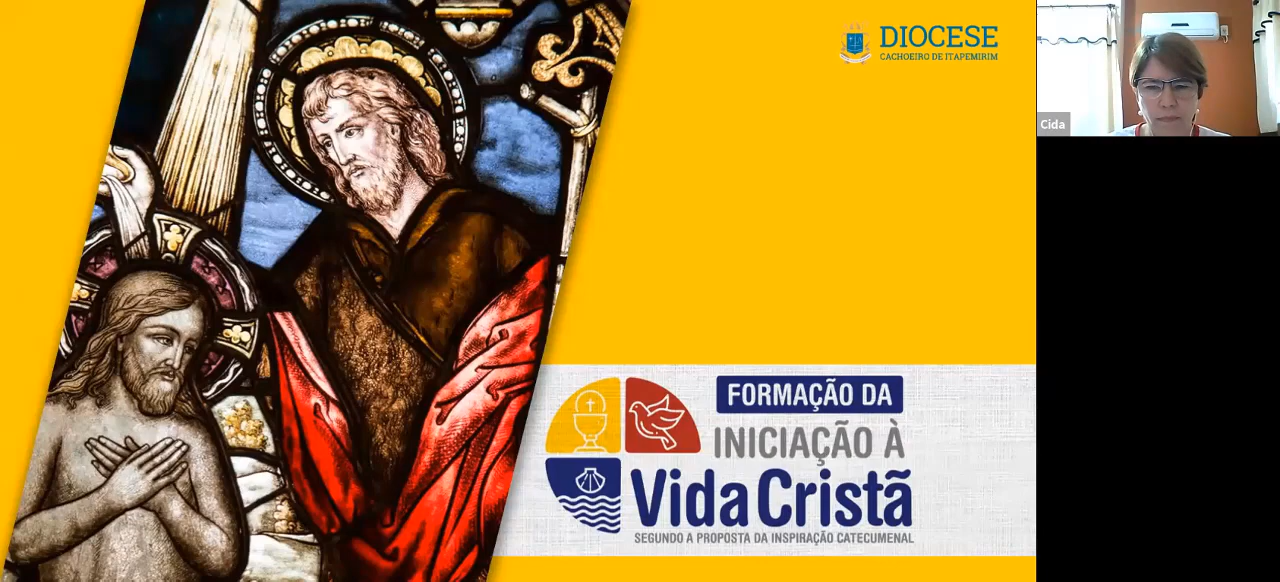 DIOCESE
CACHOEIRO DE ITAPEMIRIM
Cida
FORMAÇÃO DA
INICIAÇÃO À
Vida Cristã
SEGUNDO A PROPOSTA DA INSPIRAÇÃO CATECUMENAL